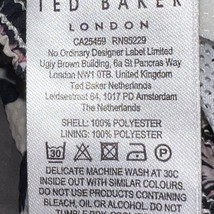 TED BAKER
LONDON
CA25459 RN95229
No Ordinary Designer Label Limited
Ugly Brown Building, 6a St Pancras Way
London NW1 0TB. United Kingdom
Ted Baker Netherlands
Leidsestraat 64, 1017 PD Amsterdam
The Netherlands
SHELL: 100% POLYESTER
LINING: 100% POLYESTER
30
DELICATE MACHINE WASH AT 30C
INSIDE OUT WITH SIMILAR COLOURS.
DO NOT USE PRODUCTS CONTAINING
BLEACH, OIL OR ALCOHOL. DO NOT